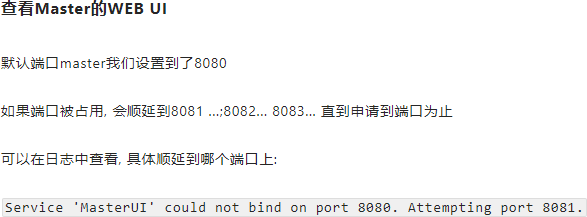 查看Master的WEB UI
默认端口master我们设置到了8080
如果端口被占用, 会顺延到8081 ...;8082... 8083... 直到申请到端口为止
可以在日志中查看, 具体顺延到哪个端口上:
Service 'MasterUI' could not bind on port 8080. Attempting port 8081.